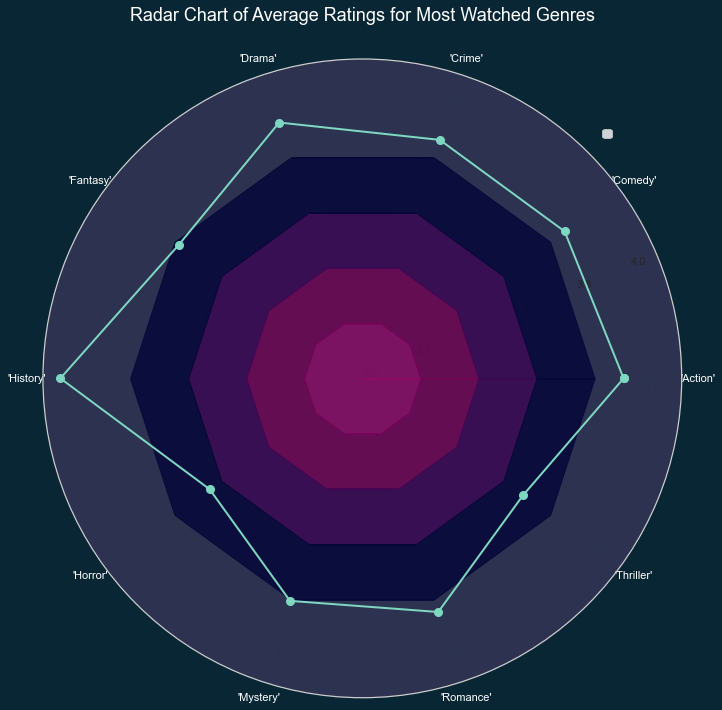 Radar Chart of Average Ratings for Most Watched Genres
'Drama'
'Crime'
'Fantasy'
'Comedy'
4.0
'History'
'Action'
'Horror'
'Thriller'
'Mystery'
'Romance'